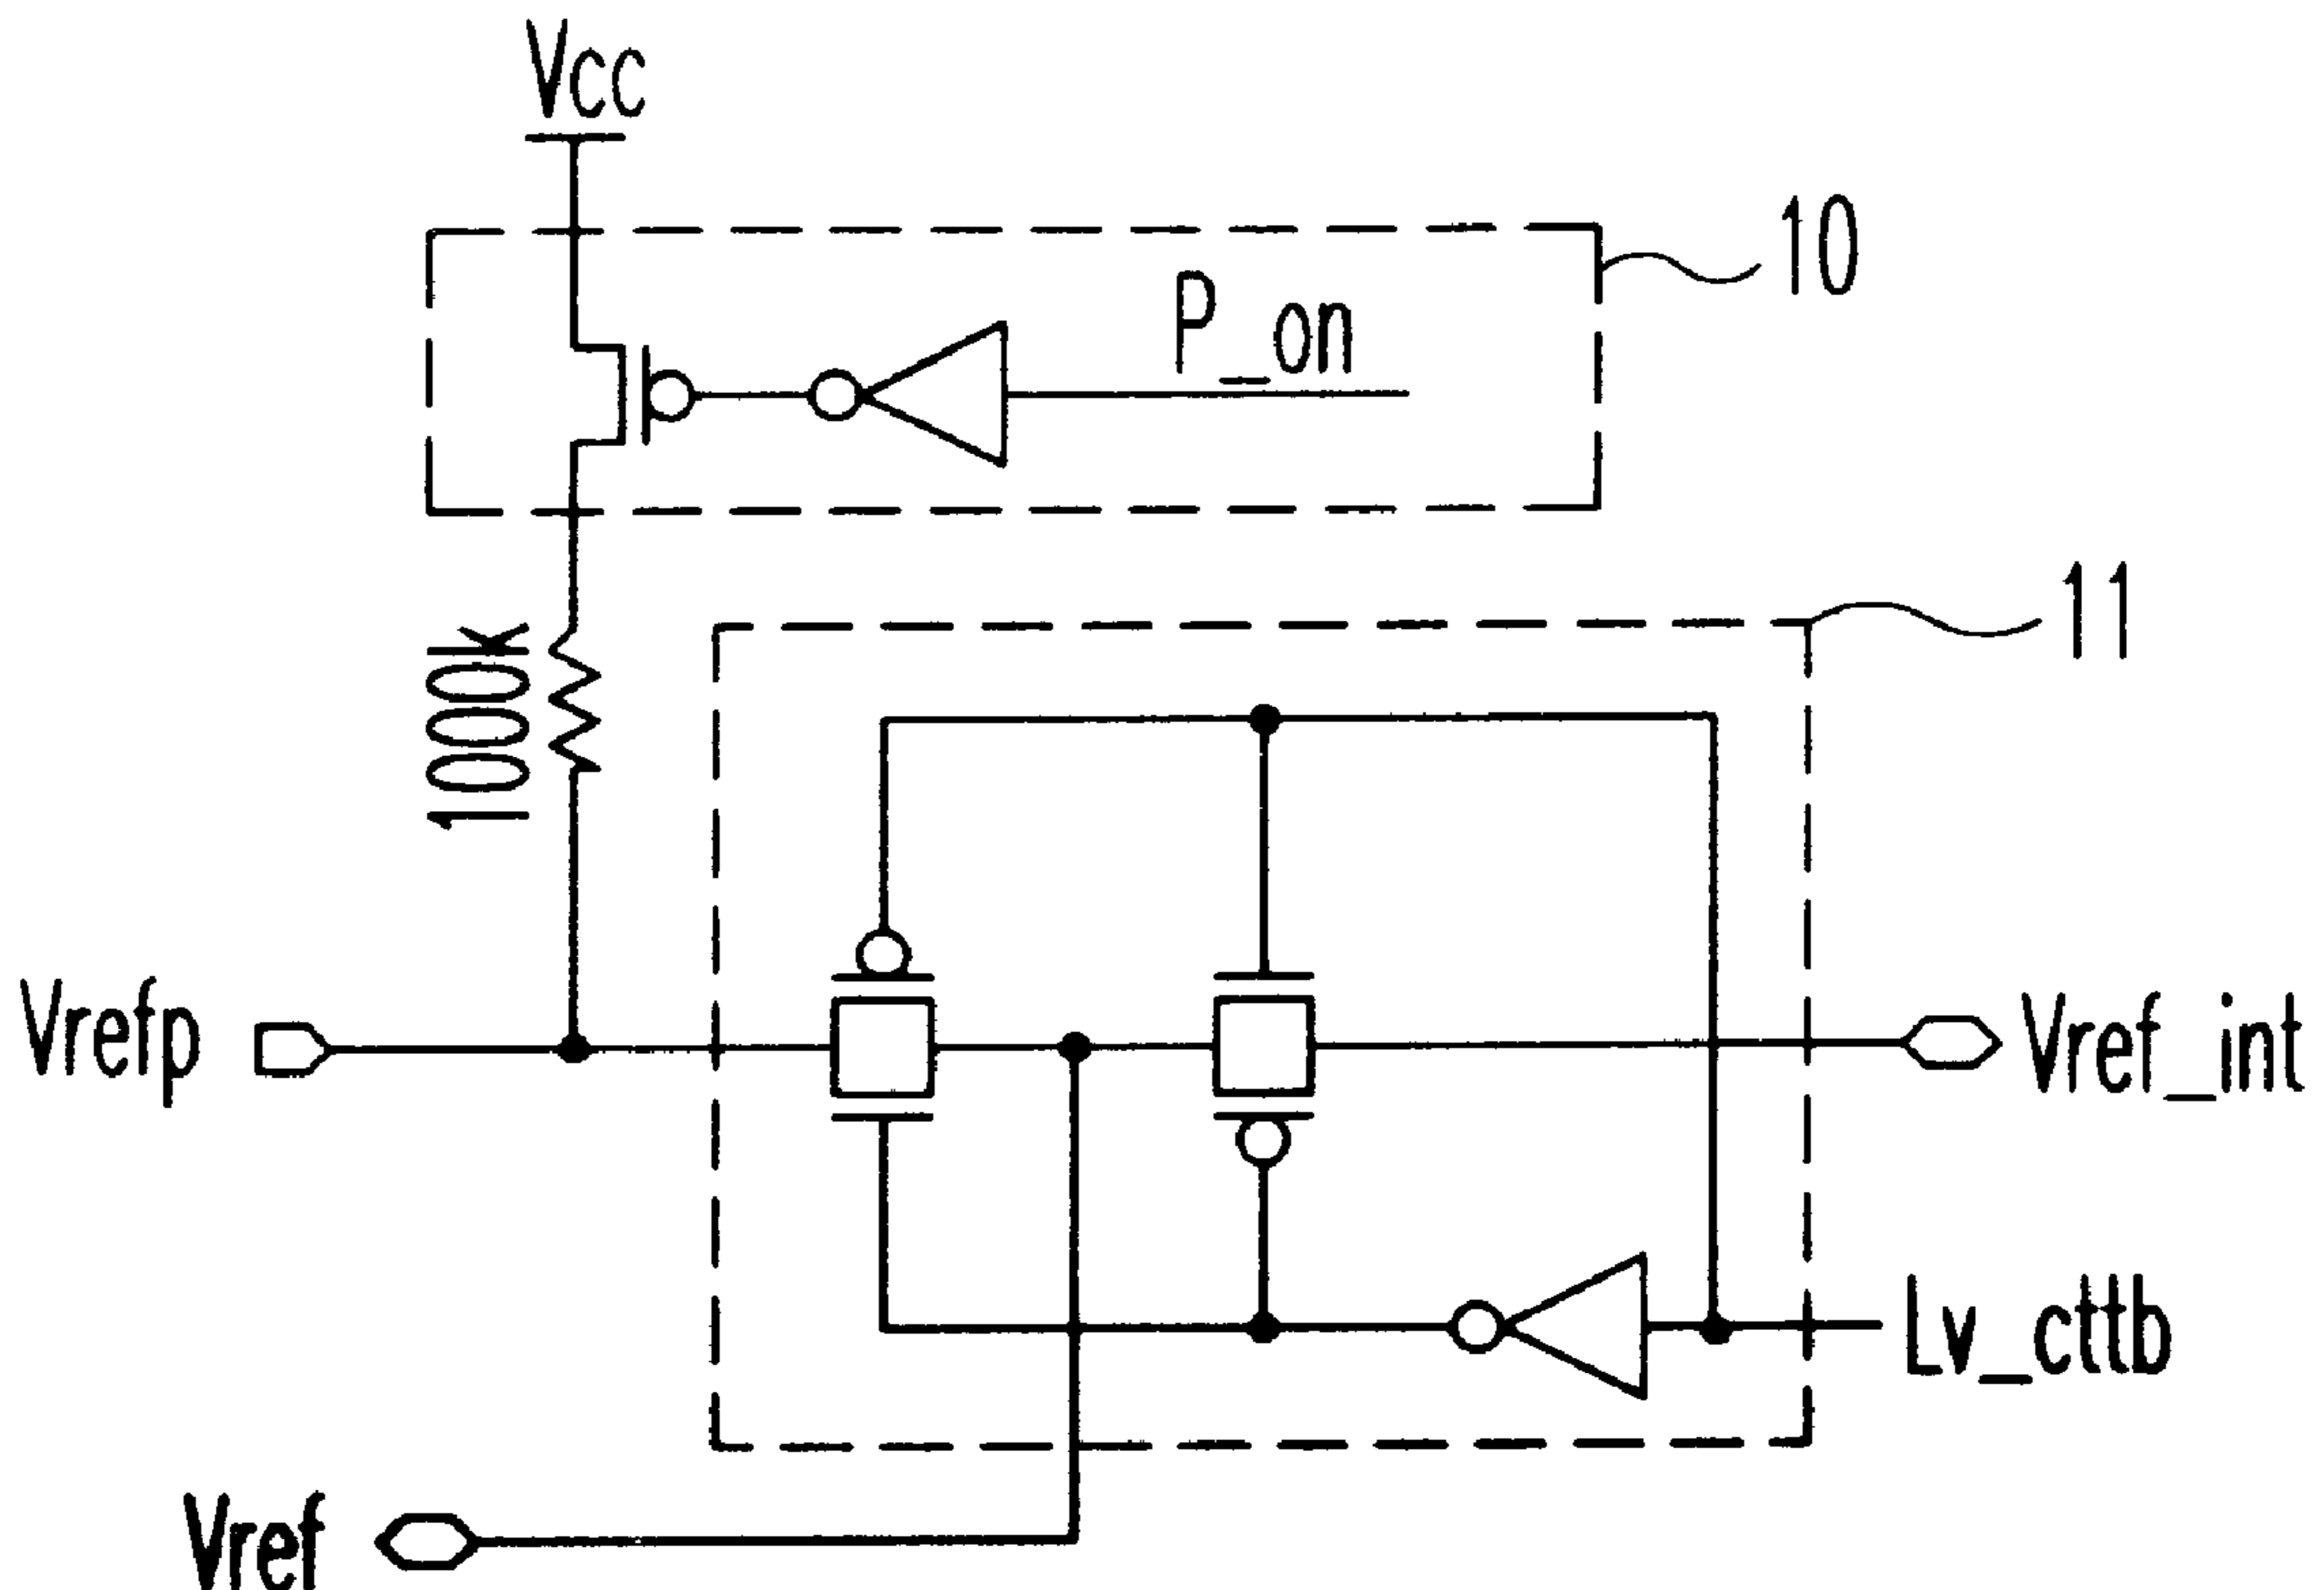 Vcc
10
P_on
11
1000k
Vrefp
Vref_int
Lv_cttb
Vref